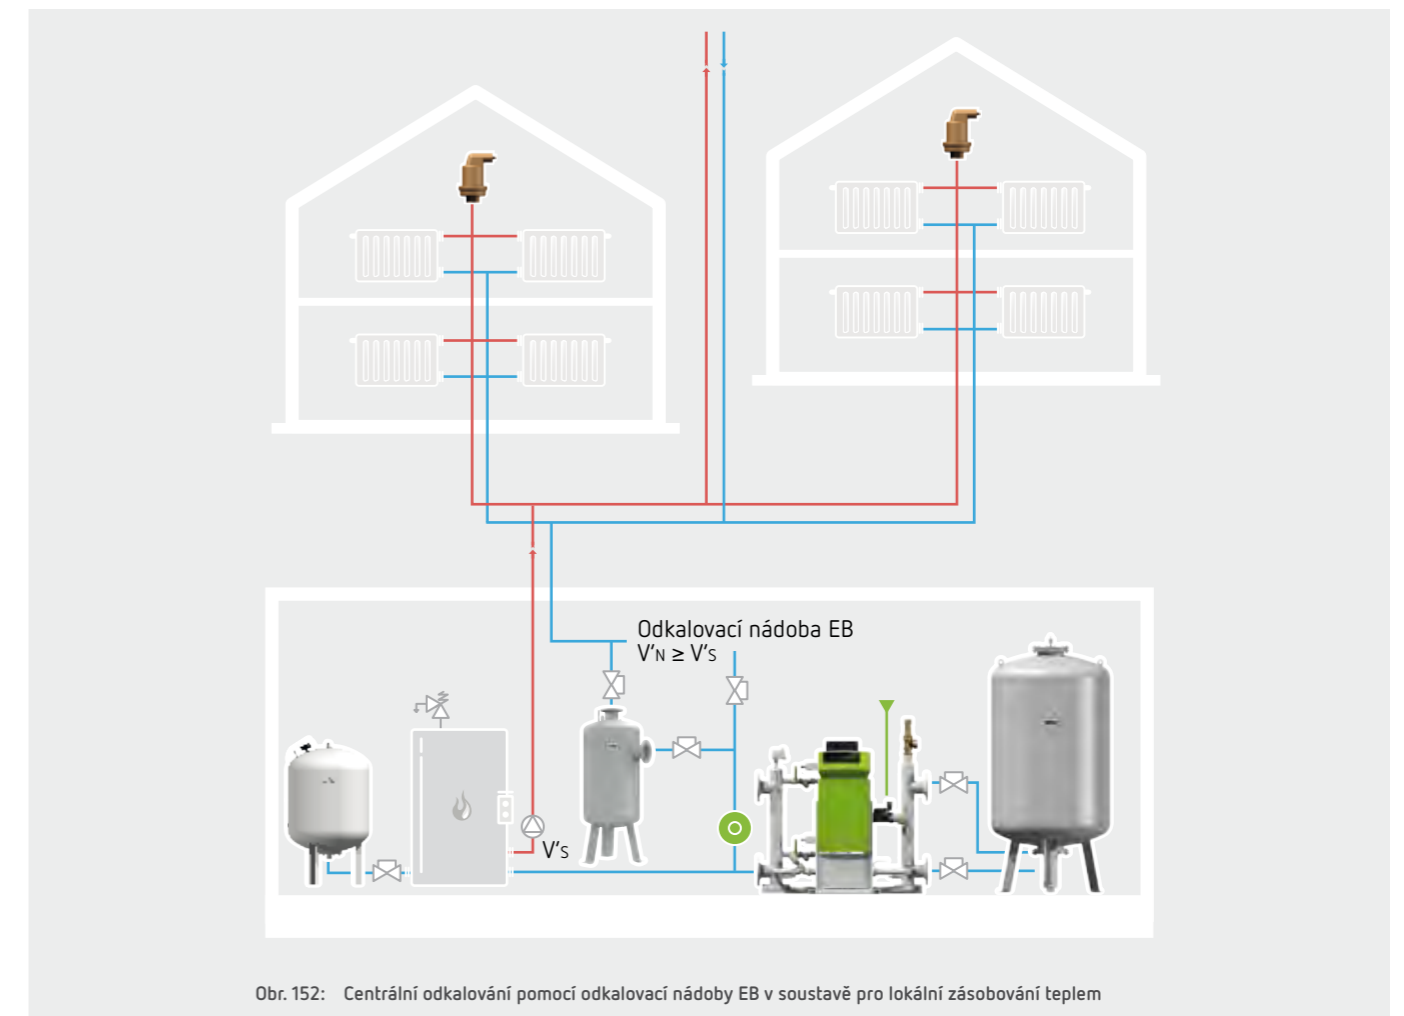 Odkalovací nádoba EB
V'N ≥ V'S
V'S
Obr. 152: Centrální odkalování pomocí odkalovací nádoby EB v soustavě pro lokální zásobování teplem